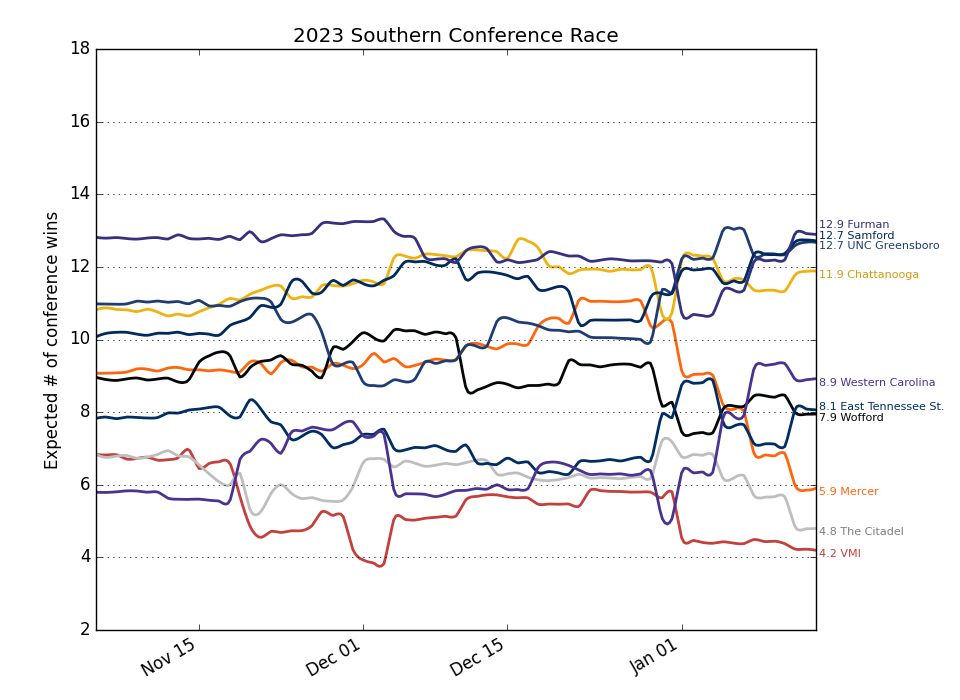 2023 Southern Conference Race
Expected # of conference wins
18
16
14
12
10
8
6
4
2
Nov 15
Dec 01
Dec 15
Jan 01
12.9 Furman
12.7 Samford
12.7 UNC Greensboro
11.9 Chattanooga
8.9 Western Carolina
8.1 East Tennessee St.
7.9 Wofford
5.9 Mercer
4.8 The Citadel
4.2 VMI